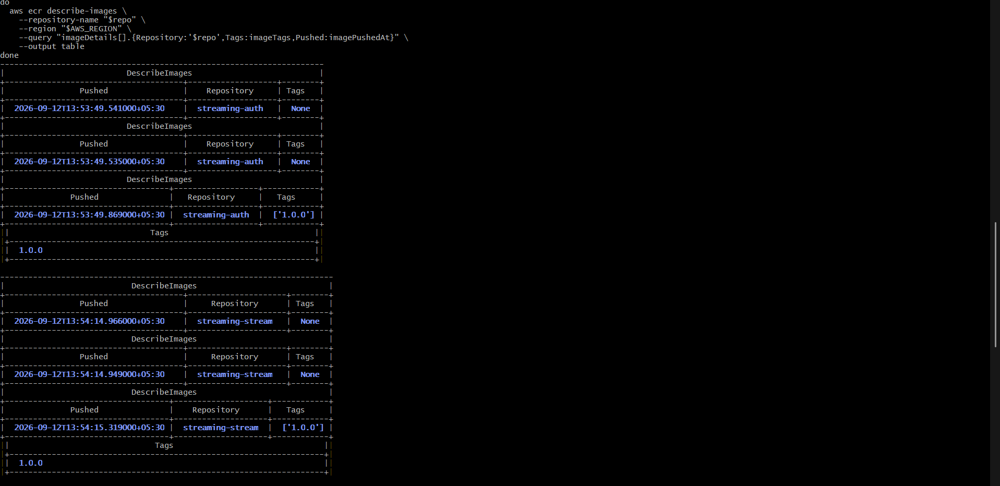 do
  aws ecr describe-images \
    --repository-name "$repo" \
    --region "$AWS_REGION" \
    --query "imageDetails[].{Repository:'$repo',Tags:imageTags,Pushed:imagePushedAt}" \
    --output table
done
---------------------------------------------------------------------
|                          DescribeImages                           |
+--------------------------------------+-------------------+--------+
|                Pushed                |    Repository     | Tags   |
+--------------------------------------+-------------------+--------+
|  2026-09-12T13:53:49.541000+05:30    |  streaming-auth   |  None  |
+--------------------------------------+-------------------+--------+
|                          DescribeImages                           |
+--------------------------------------+-------------------+--------+
|                Pushed                |    Repository     | Tags   |
+--------------------------------------+-------------------+--------+
|  2026-09-12T13:53:49.535000+05:30    |  streaming-auth   |  None  |
+--------------------------------------+-------------------+--------+
|                          DescribeImages                           |
+-----------------------------------+------------------+------------+
|              Pushed               |   Repository     |   Tags     |
+-----------------------------------+------------------+------------+
|  2026-09-12T13:53:49.869000+05:30 |  streaming-auth  |  ['1.0.0'] |
+-----------------------------------+------------------+------------+
||                              Tags                               ||
|+-----------------------------------------------------------------+|
||  1.0.0                                                          ||
|+-----------------------------------------------------------------+|

-----------------------------------------------------------------------
|                           DescribeImages                            |
+--------------------------------------+---------------------+--------+
|                Pushed                |     Repository      | Tags   |
+--------------------------------------+---------------------+--------+
|  2026-09-12T13:54:14.966000+05:30    |  streaming-stream   |  None  |
+--------------------------------------+---------------------+--------+
|                           DescribeImages                            |
+--------------------------------------+---------------------+--------+
|                Pushed                |     Repository      | Tags   |
+--------------------------------------+---------------------+--------+
|  2026-09-12T13:54:14.949000+05:30    |  streaming-stream   |  None  |
+--------------------------------------+---------------------+--------+
|                           DescribeImages                            |
+-----------------------------------+--------------------+------------+
|              Pushed               |    Repository      |   Tags     |
+-----------------------------------+--------------------+------------+
|  2026-09-12T13:54:15.319000+05:30 |  streaming-stream  |  ['1.0.0'] |
+-----------------------------------+--------------------+------------+
||                               Tags                                ||
|+-------------------------------------------------------------------+|
||  1.0.0                                                            ||
|+-------------------------------------------------------------------+|